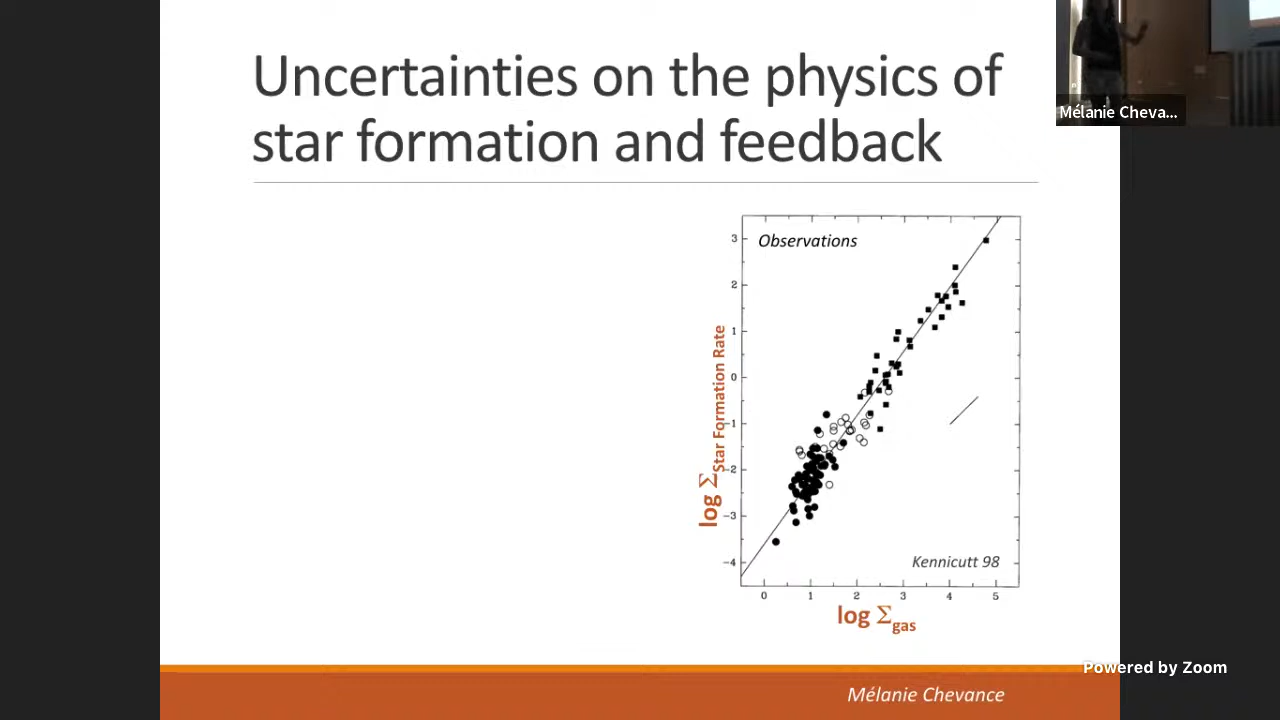 Uncertainties on the physics of
star formation and feedback
Mélanie Cheva...
Observations
3
2
1
0
-1
-2
-3
-4
log Σ Star Formation Rate
Kennicutt 98
0 1 2 3 4 5
log Σgas
Powered by Zoom
Mélanie Chevance